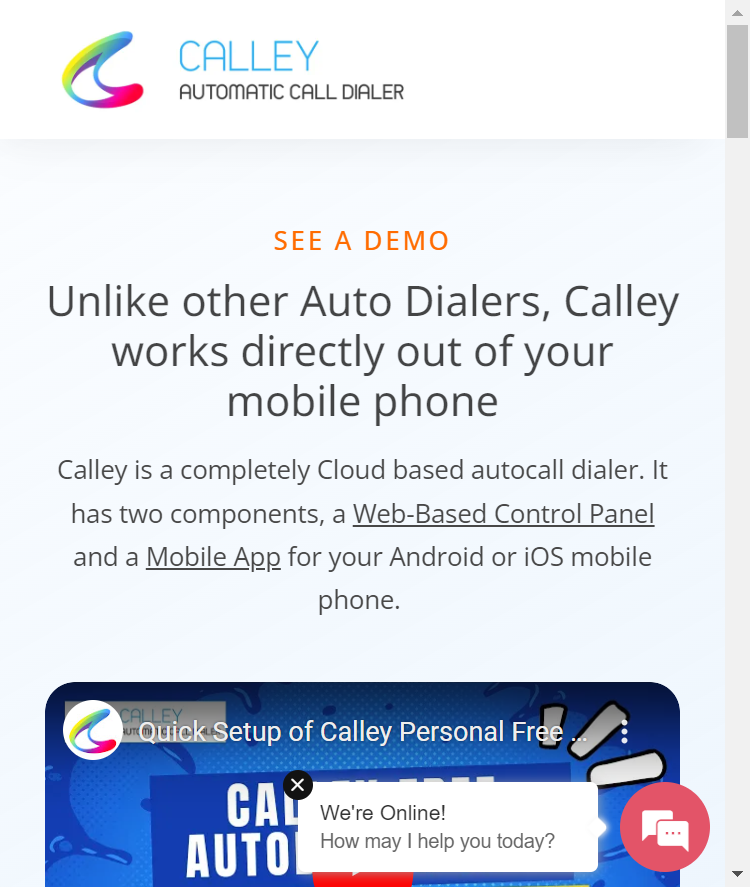 CALLEY
AUTOMATIC CALL DIALER
SEE A DEMO
Unlike other Auto Dialers, Calley
works directly out of your
mobile phone
Calley is a completely Cloud based autocall dialer. It
has two components, a Web-Based Control Panel
and a Mobile App for your Android or iOS mobile
phone.
CALLEY
Quick Setup of Calley Personal Free ...
We're Online!
How may I help you today?